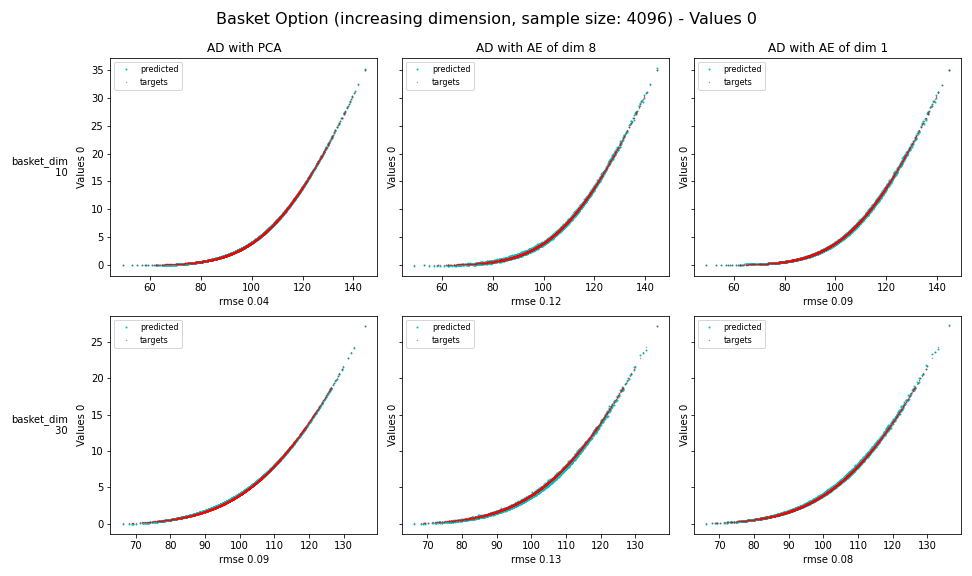 Basket Option (increasing dimension, sample size: 4096) - Values 0
AD with PCA
AD with AE of dim 8
AD with AE of dim 1
basket_dim
10
Values 0
35
30
25
20
15
10
5
0
predicted
targets
60 80 100 120 140
rmse 0.04
Values 0
predicted
targets
60 80 100 120 140
rmse 0.12
Values 0
predicted
targets
60 80 100 120 140
rmse 0.09
basket_dim
30
Values 0
25
20
15
10
5
0
predicted
targets
70 80 90 100 110 120 130
rmse 0.09
Values 0
predicted
targets
70 80 90 100 110 120 130
rmse 0.13
Values 0
predicted
targets
70 80 90 100 110 120 130
rmse 0.08